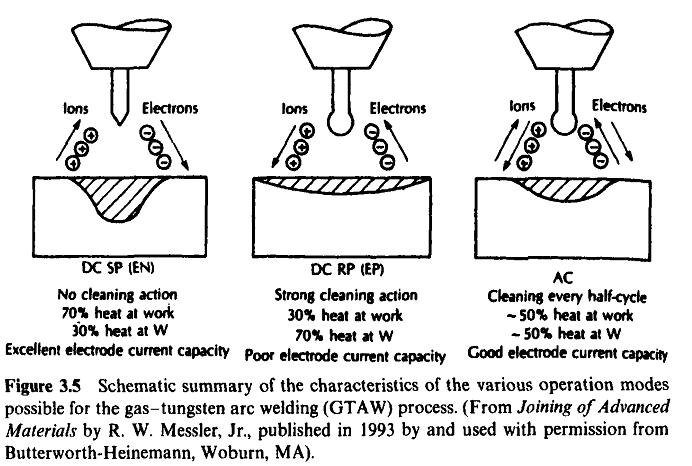 Ions Electrons
Ions Electrons
Ions Electrons
DC SP (EN)
No cleaning action
70% heat at work
30% heat at W
Excellent electrode current capacity
DC RP (EP)
Strong cleaning action
30% heat at work
70% heat at W
Poor electrode current capacity
AC
Cleaning every half-cycle
~50% heat at work
~50% heat at W
Good electrode current capacity
Figure 3.5 Schematic summary of the characteristics of the various operation modes
possible for the gas–tungsten arc welding (GTAW) process. (From Joining of Advanced
Materials by R. W. Messler, Jr., published in 1993 by and used with permission from
Butterworth-Heinemann, Woburn, MA).